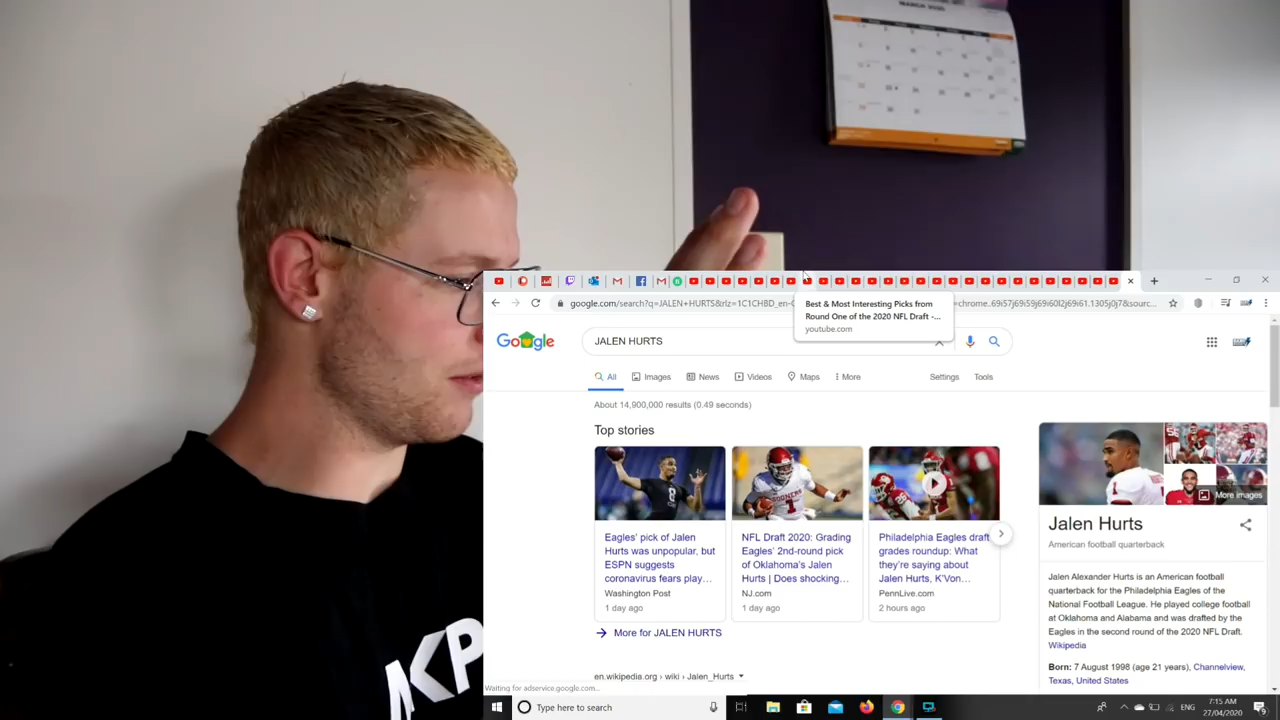 MARCH 2020
google.com/search?q=JALEN+HURTS&rlz=1C1CHBD_en-
=chrome..69i57j69i59j69i60l2j69i61.1305j0j7&sourc...
Best & Most Interesting Picks from
Round One of the 2020 NFL Draft -...
youtube.com
Google
JALEN HURTS
All
Images
News
Videos
Maps
More
Settings
Tools
About 14,900,000 results (0.49 seconds)
Top stories
Eagles' pick of Jalen
Hurts was unpopular, but
ESPN suggests
coronavirus fears play...
Washington Post
1 day ago
NFL Draft 2020: Grading
Eagles' 2nd-round pick
of Oklahoma's Jalen
Hurts | Does shocking...
NJ.com
1 day ago
Philadelphia Eagles draft
grades roundup: What
they're saying about
Jalen Hurts, K'Von...
PennLive.com
2 hours ago
More for JALEN HURTS
en.wikipedia.org › wiki › Jalen_Hurts
More images
Jalen Hurts
American football quarterback
Jalen Alexander Hurts is an American football
quarterback for the Philadelphia Eagles of the
National Football League. He played college football
at Oklahoma and Alabama and was drafted by the
Eagles in the second round of the 2020 NFL Draft.
Wikipedia
Born: 7 August 1998 (age 21 years), Channelview,
Texas, United States
Waiting for adservice.google.com...
Type here to search
ENG
7:15 AM
27/04/2020